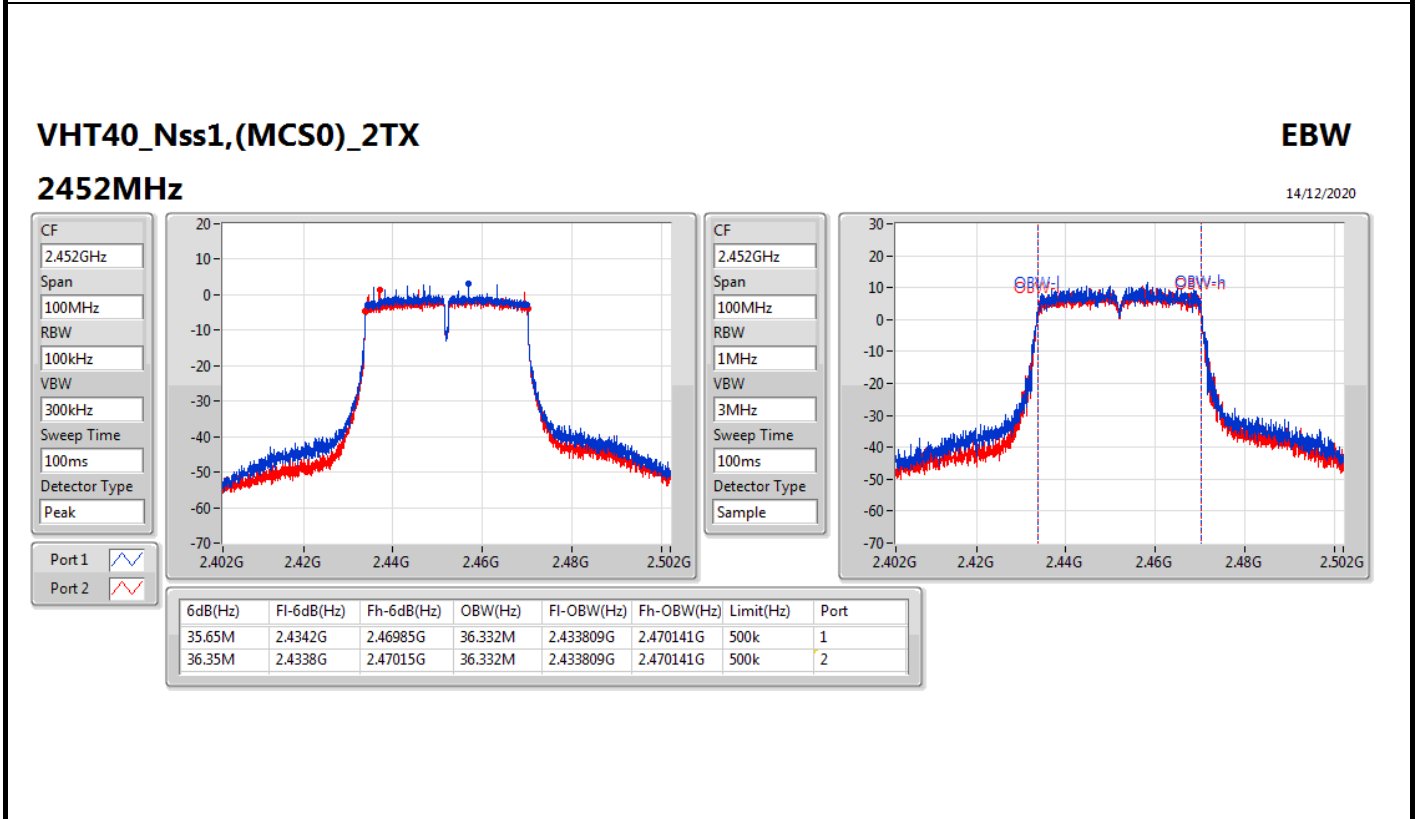 VHT40_Nss1,(MCS0)_2TX
EBW
2452MHz
14/12/2020
CF
2.452GHz
Span
100MHz
RBW
100kHz
VBW
300kHz
Sweep Time
100ms
Detector Type
Peak
Port 1
Port 2
20
10
0
-10
-20
-30
-40
-50
-60
-70
2.402G 2.42G 2.44G 2.46G 2.48G 2.502G
CF
2.452GHz
Span
100MHz
RBW
1MHz
VBW
3MHz
Sweep Time
100ms
Detector Type
Sample
30
20
10
0
-10
-20
-30
-40
-50
-60
-70
OBW-l OBW-h
2.402G 2.42G 2.44G 2.46G 2.48G 2.502G
6dB(Hz) Fl-6dB(Hz) Fh-6dB(Hz) OBW(Hz) Fl-OBW(Hz) Fh-OBW(Hz) Limit(Hz) Port
35.65M 2.4342G 2.46985G 36.332M 2.433809G 2.470141G 500k 1
36.35M 2.4338G 2.47015G 36.332M 2.433809G 2.470141G 500k 2